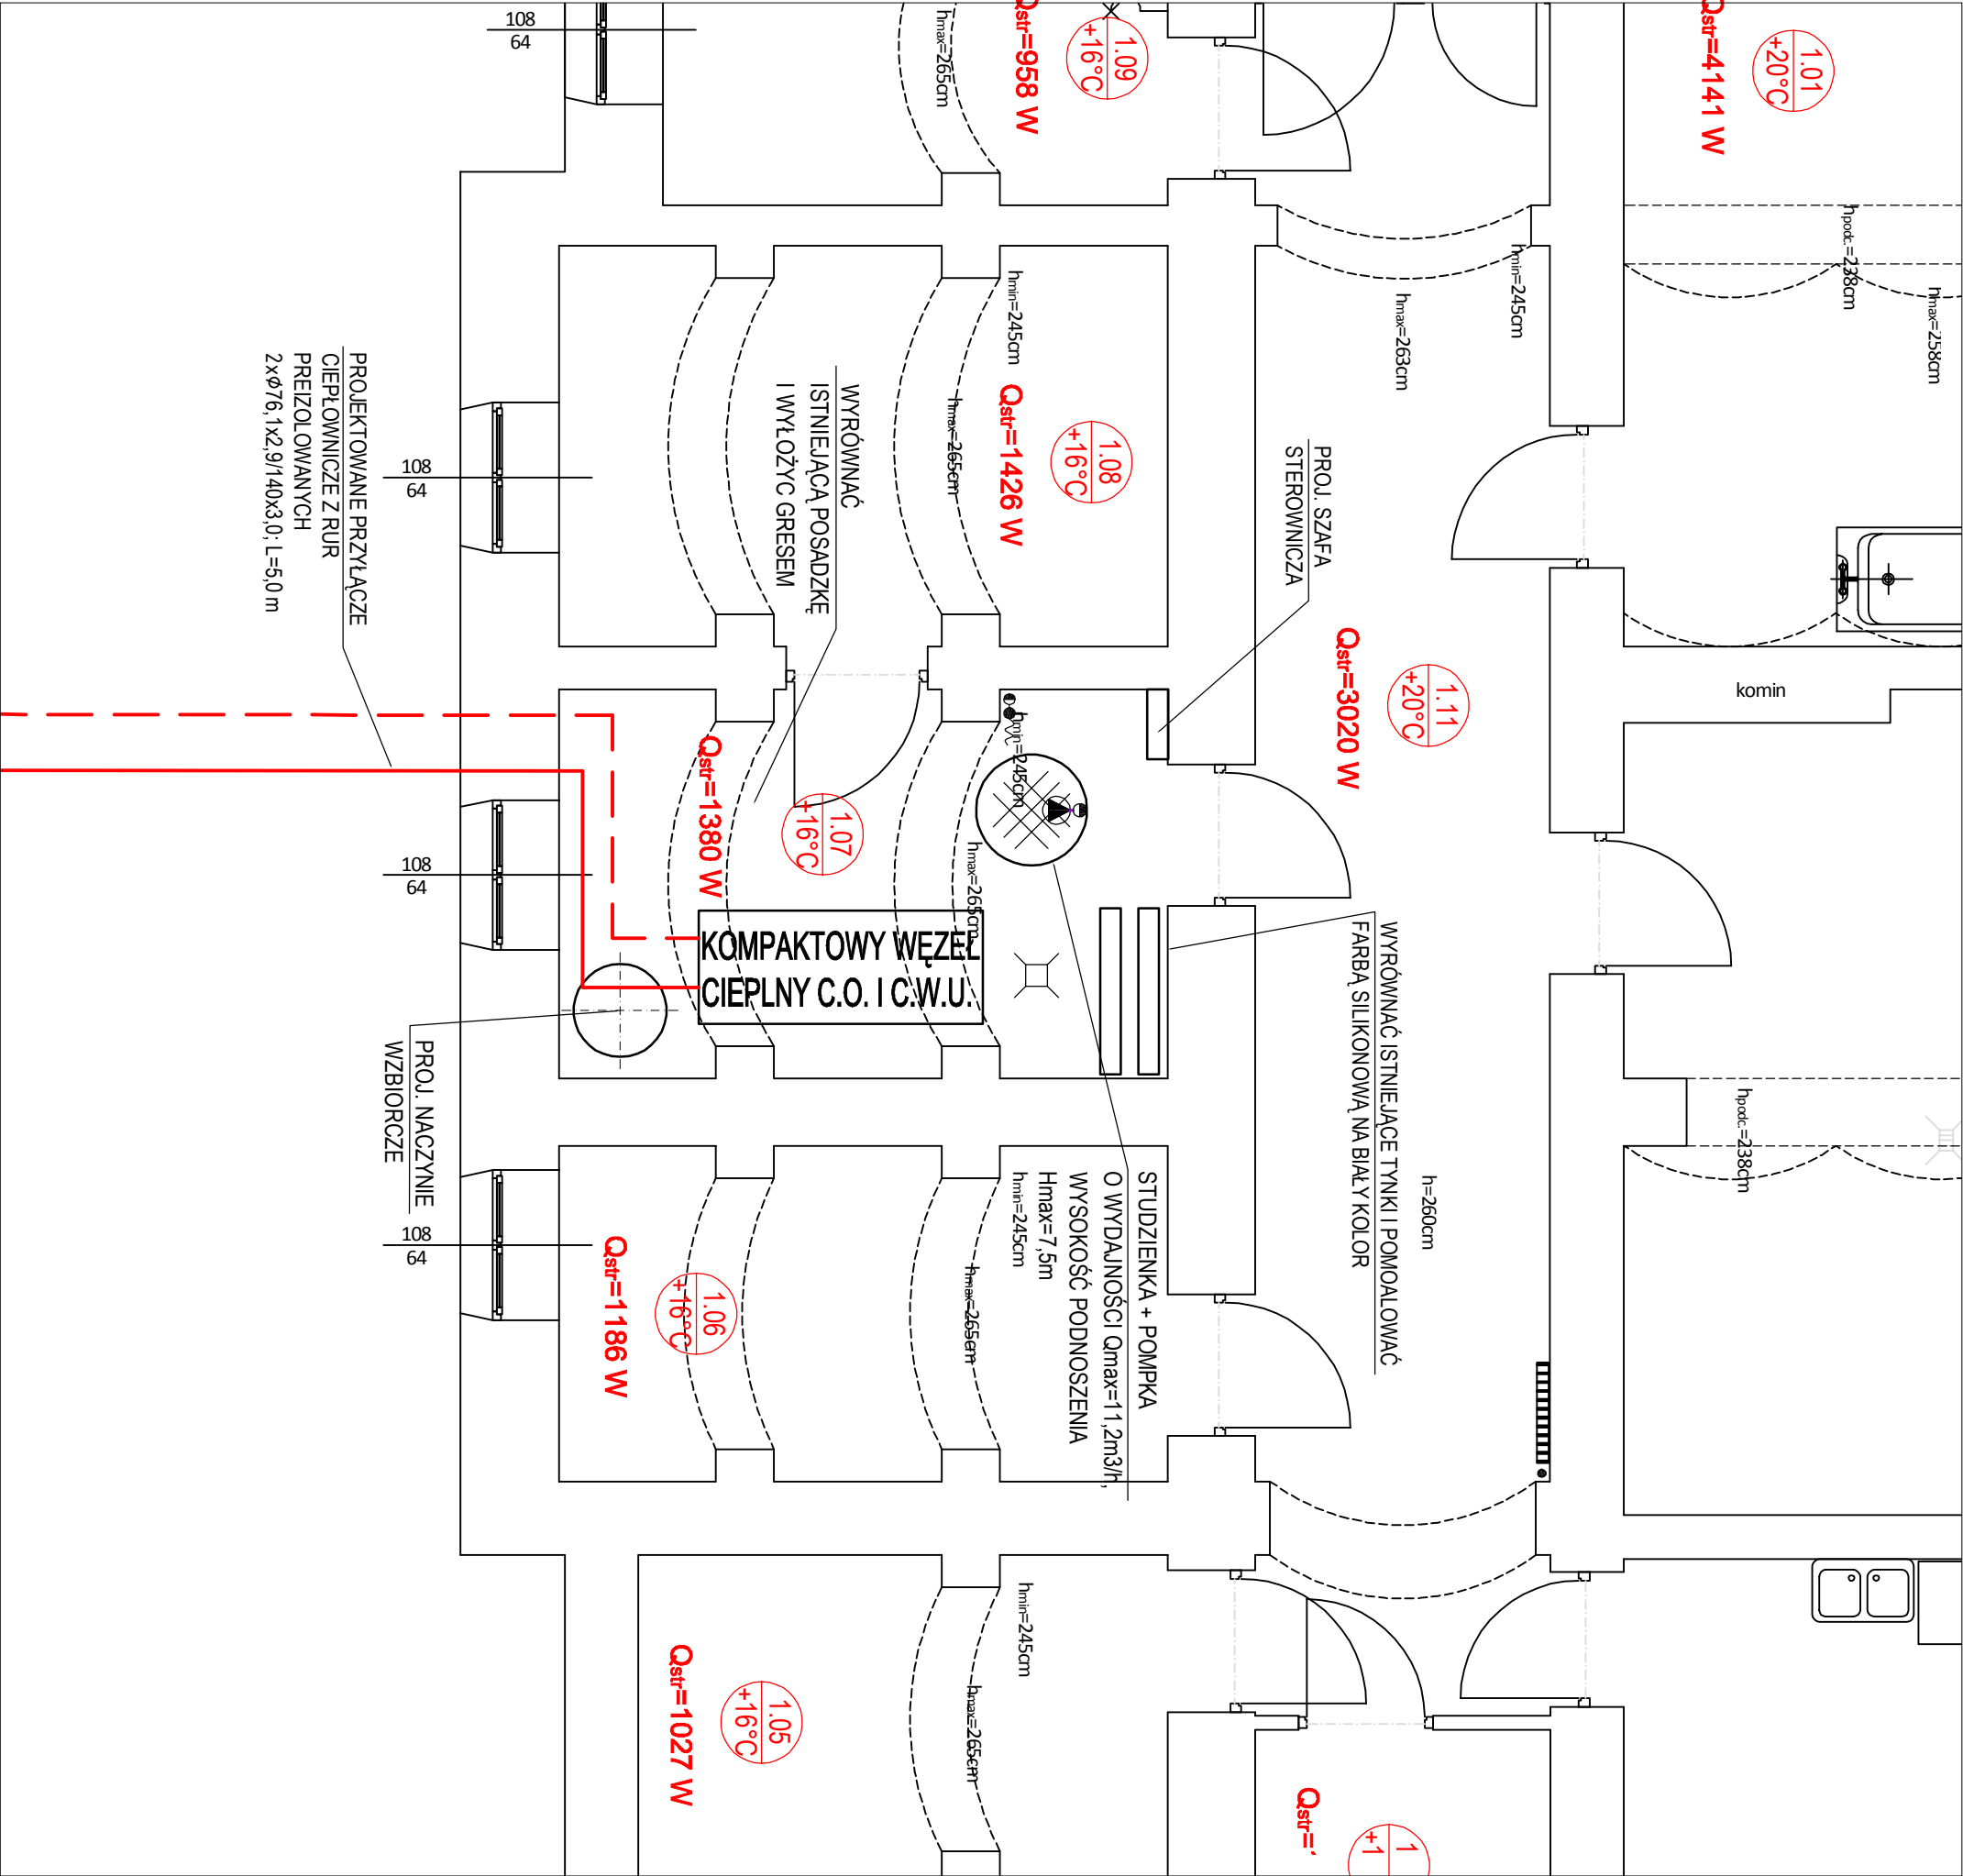 1.01
+20°C
Qstr=4141 W
hpodc.=238cm
hmax=258cm
1.09
+16°C
Qstr=958 W
hmax=265cm
108
64
hmin=245cm
hmax=263cm
hmin=245cm
1.08
+16°C
Qstr=1426 W
hmax=265cm
WYRÓWNAĆ
ISTNIEJĄCĄ POSADZKĘ
I WYŁOŻYC GRESEM
PROJEKTOWANE PRZYŁĄCZE
CIEPŁOWNICZE Z RUR
PREIZOLOWANYCH
2xϕ76,1x2,9/140x3,0; L=5,0 m
108
64
PROJ. SZAFA
STEROWNICZA
1.11
+20°C
Qstr=3020 W
komin
hmin=245cm
1.07
+16°C
Qstr=1380 W
hmax=265cm
108
64
KOMPAKTOWY WĘZEŁ
CIEPLNY C.O. I C.W.U.
WYRÓWNAĆ ISTNIEJĄCE TYNKI I POMOALOWAĆ
FARBĄ SILIKONOWĄ NA BIAŁY KOLOR
PROJ. NACZYNIE
WZBIORCZE
h=260cm
hpodc.=238cm
STUDZIENKA + POMPKA
O WYDAJNOŚCI Qmax=11,2m3/h,
WYSOKOŚĆ PODNOSZENIA
Hmax=7,5m
hmin=245cm
hmax=265cm
1.06
+16°C
Qstr=1186 W
108
64
hmin=245cm
hmax=265cm
1.05
+16°C
Qstr=1027 W
Qstr=
1
+1